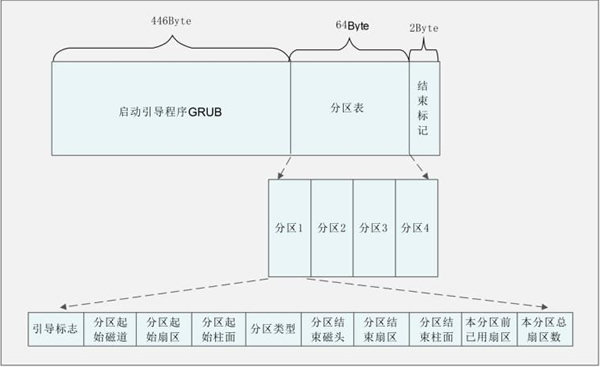 446Byte 64Byte 2Byte
启动引导程序GRUB 分区表 结束标记
分区1 分区2 分区3 分区4
引导标志 分区起始磁道 分区起始扇区 分区起始柱面 分区类型 分区结束磁头 分区结束扇区 分区结束柱面 本分区前已用扇区 本分区总扇区数